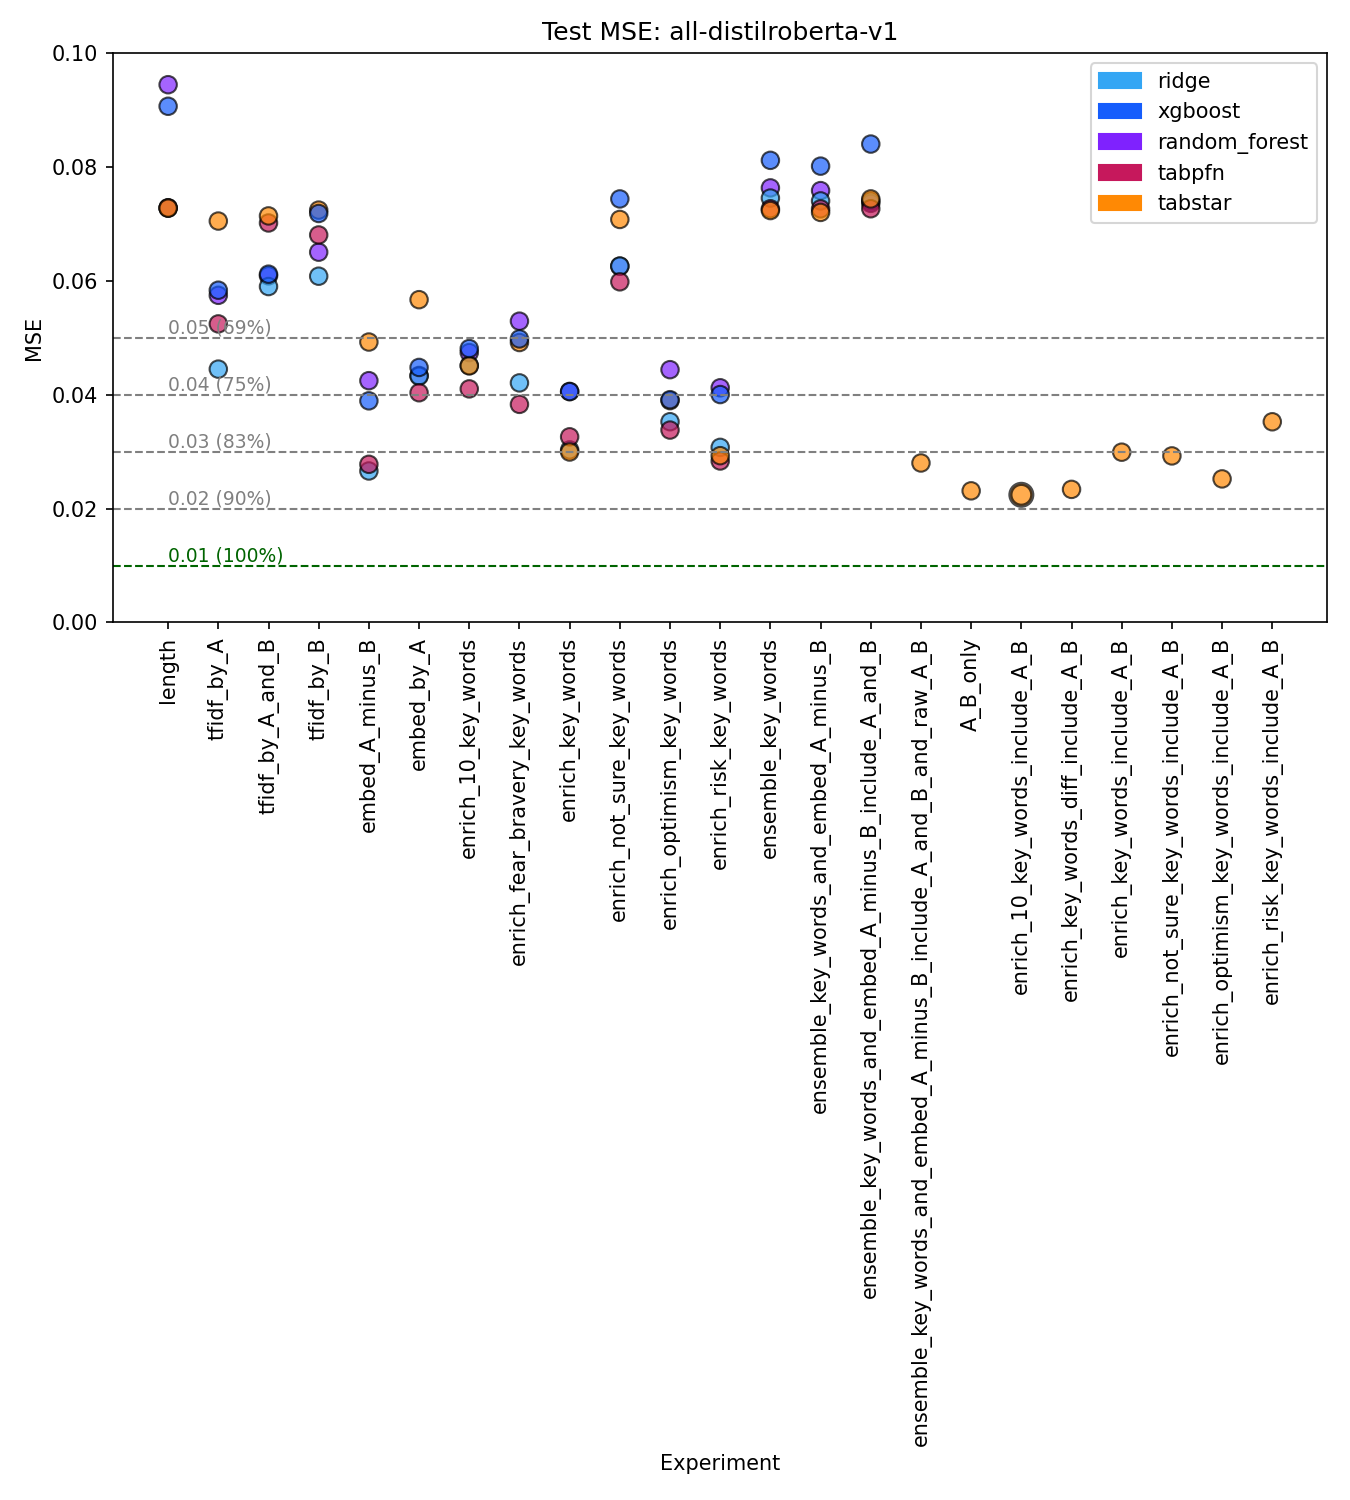 Test MSE: all-distilroberta-v1
0.10
0.08
0.06
0.04
0.02
0.00
MSE
ridge
xgboost
random_forest
tabpfn
tabstar
0.05 (69%)
0.04 (75%)
0.03 (83%)
0.02 (90%)
0.01 (100%)
length
tfidf_by_A
tfidf_by_A_and_B
tfidf_by_B
embed_A_minus_B
embed_by_A
enrich_10_key_words
enrich_fear_bravery_key_words
enrich_key_words
enrich_not_sure_key_words
enrich_optimism_key_words
enrich_risk_key_words
ensemble_key_words
ensemble_key_words_and_embed_A_minus_B
ensemble_key_words_and_embed_A_minus_B_include_A_and_B
ensemble_key_words_and_embed_A_minus_B_include_A_and_B_and_raw_A_B
A_B_only
enrich_10_key_words_include_A_B
enrich_key_words_diff_include_A_B
enrich_key_words_include_A_B
enrich_not_sure_key_words_include_A_B
enrich_optimism_key_words_include_A_B
enrich_risk_key_words_include_A_B
Experiment